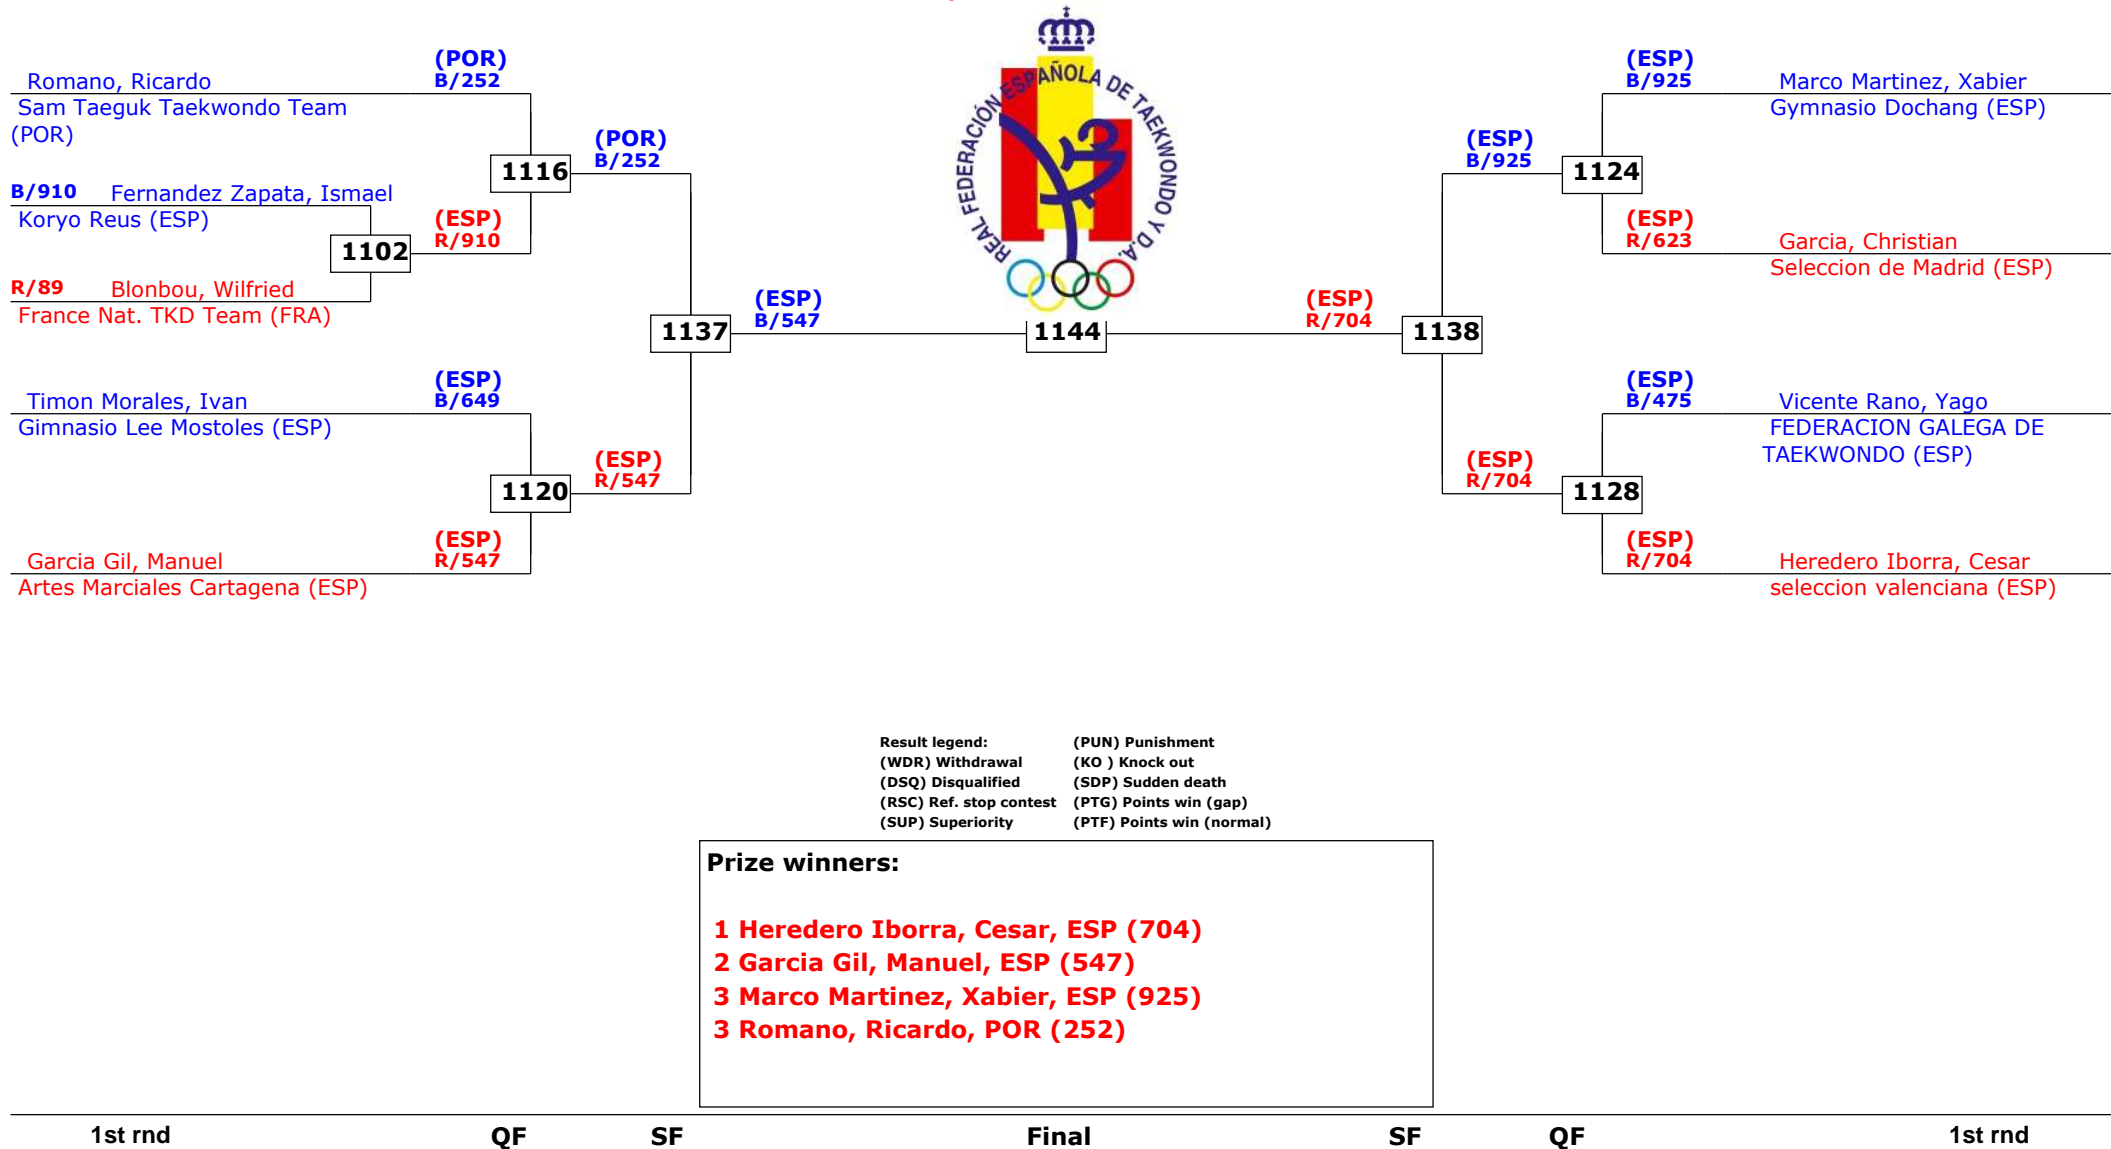 (POR)
Romano, Ricardo B/252
Sam Taeguk Taekwondo Team
(POR)
1116
B/910 Fernandez Zapata, Ismael
Koryo Reus (ESP)
(ESP)
R/910
1102
R/89 Blonbou, Wilfried
France Nat. TKD Team (FRA)
(POR)
B/252
1137
(ESP)
Timon Morales, Ivan B/649
Gimnasio Lee Mostoles (ESP)
1120
(ESP)
R/547
(ESP)
Garcia Gil, Manuel R/547
Artes Marciales Cartagena (ESP)
(ESP)
B/547
REAL FEDERACIÓN ESPAÑOLA DE TAEKWONDO Y D.A.
1144
(ESP)
R/704
1138
(ESP)
B/925
(ESP)
B/925 Marco Martinez, Xabier
Gymnasio Dochang (ESP)
1124
(ESP)
R/623 Garcia, Christian
Seleccion de Madrid (ESP)
(ESP)
B/475 Vicente Rano, Yago
FEDERACION GALEGA DE
TAEKWONDO (ESP)
(ESP)
R/704
1128
(ESP)
R/704 Heredero Iborra, Cesar
seleccion valenciana (ESP)
Result legend: (PUN) Punishment
(WDR) Withdrawal (KO ) Knock out
(DSQ) Disqualified (SDP) Sudden death
(RSC) Ref. stop contest (PTG) Points win (gap)
(SUP) Superiority (PTF) Points win (normal)
Prize winners:
1 Heredero Iborra, Cesar, ESP (704)
2 Garcia Gil, Manuel, ESP (547)
3 Marco Martinez, Xabier, ESP (925)
3 Romano, Ricardo, POR (252)
1st rnd QF SF Final SF QF 1st rnd